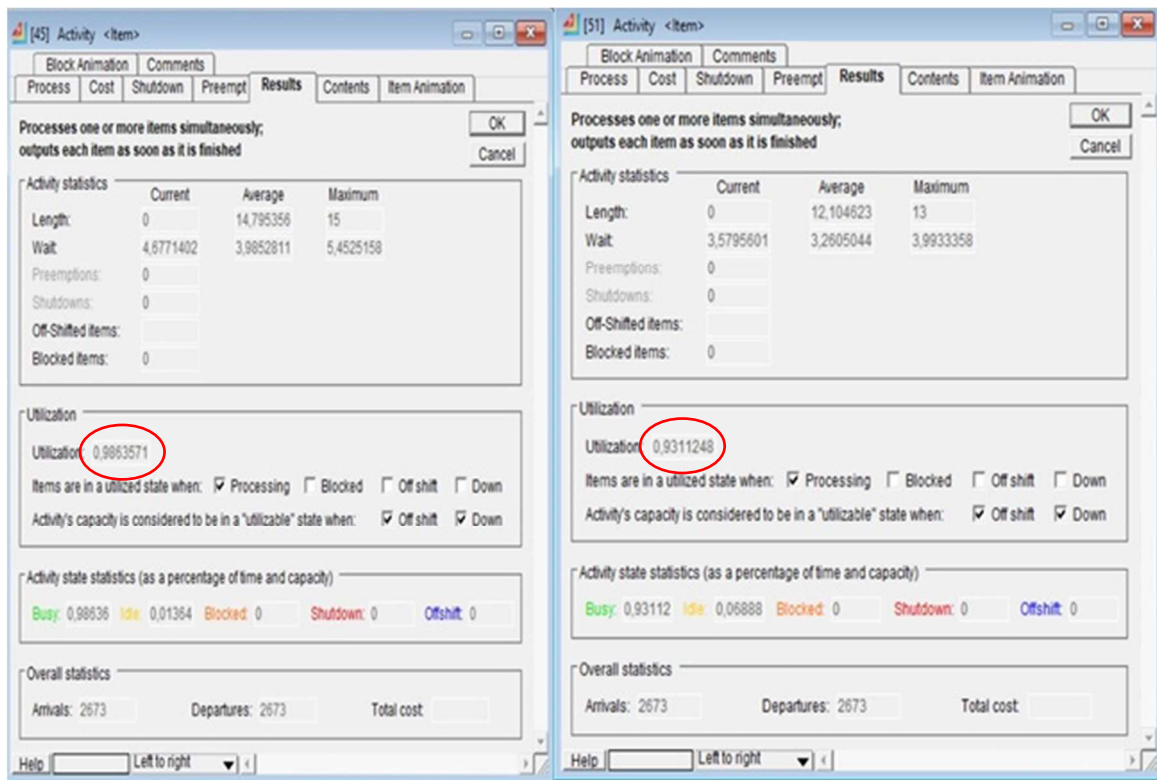 [45] Activity <Item>
Block Animation Comments
Process Cost Shutdown Preempt Results Contents Item Animation
Processes one or more items simultaneously;
outputs each item as soon as it is finished
OK
Cancel
Activity statistics
Current Average Maximum
Length: 0 14,795356 15
Wait: 4,6771402 3,9852811 5,4525158
Preemptions: 0
Shutdowns: 0
Off-Shifted items:
Blocked items: 0
Utilization
Utilization: 0,9863571
Items are in a utilized state when: Processing Blocked Off shift Down
Activity's capacity is considered to be in a "utilizable" state when: Off shift Down
Activity state statistics (as a percentage of time and capacity)
Busy: 0,98636 Idle: 0,01364 Blocked: 0 Shutdown: 0 Offshift: 0
Overall statistics
Arrivals: 2673 Departures: 2673 Total cost:
Help Left to right
[51] Activity <Item>
Block Animation Comments
Process Cost Shutdown Preempt Results Contents Item Animation
Processes one or more items simultaneously;
outputs each item as soon as it is finished
OK
Cancel
Activity statistics
Current Average Maximum
Length: 0 12,104623 13
Wait: 3,5795601 3,2605044 3,9933358
Preemptions: 0
Shutdowns: 0
Off-Shifted items:
Blocked items: 0
Utilization
Utilization: 0,9311248
Items are in a utilized state when: Processing Blocked Off shift Down
Activity's capacity is considered to be in a "utilizable" state when: Off shift Down
Activity state statistics (as a percentage of time and capacity)
Busy: 0,93112 Idle: 0,06888 Blocked: 0 Shutdown: 0 Offshift: 0
Overall statistics
Arrivals: 2673 Departures: 2673 Total cost:
Help Left to right